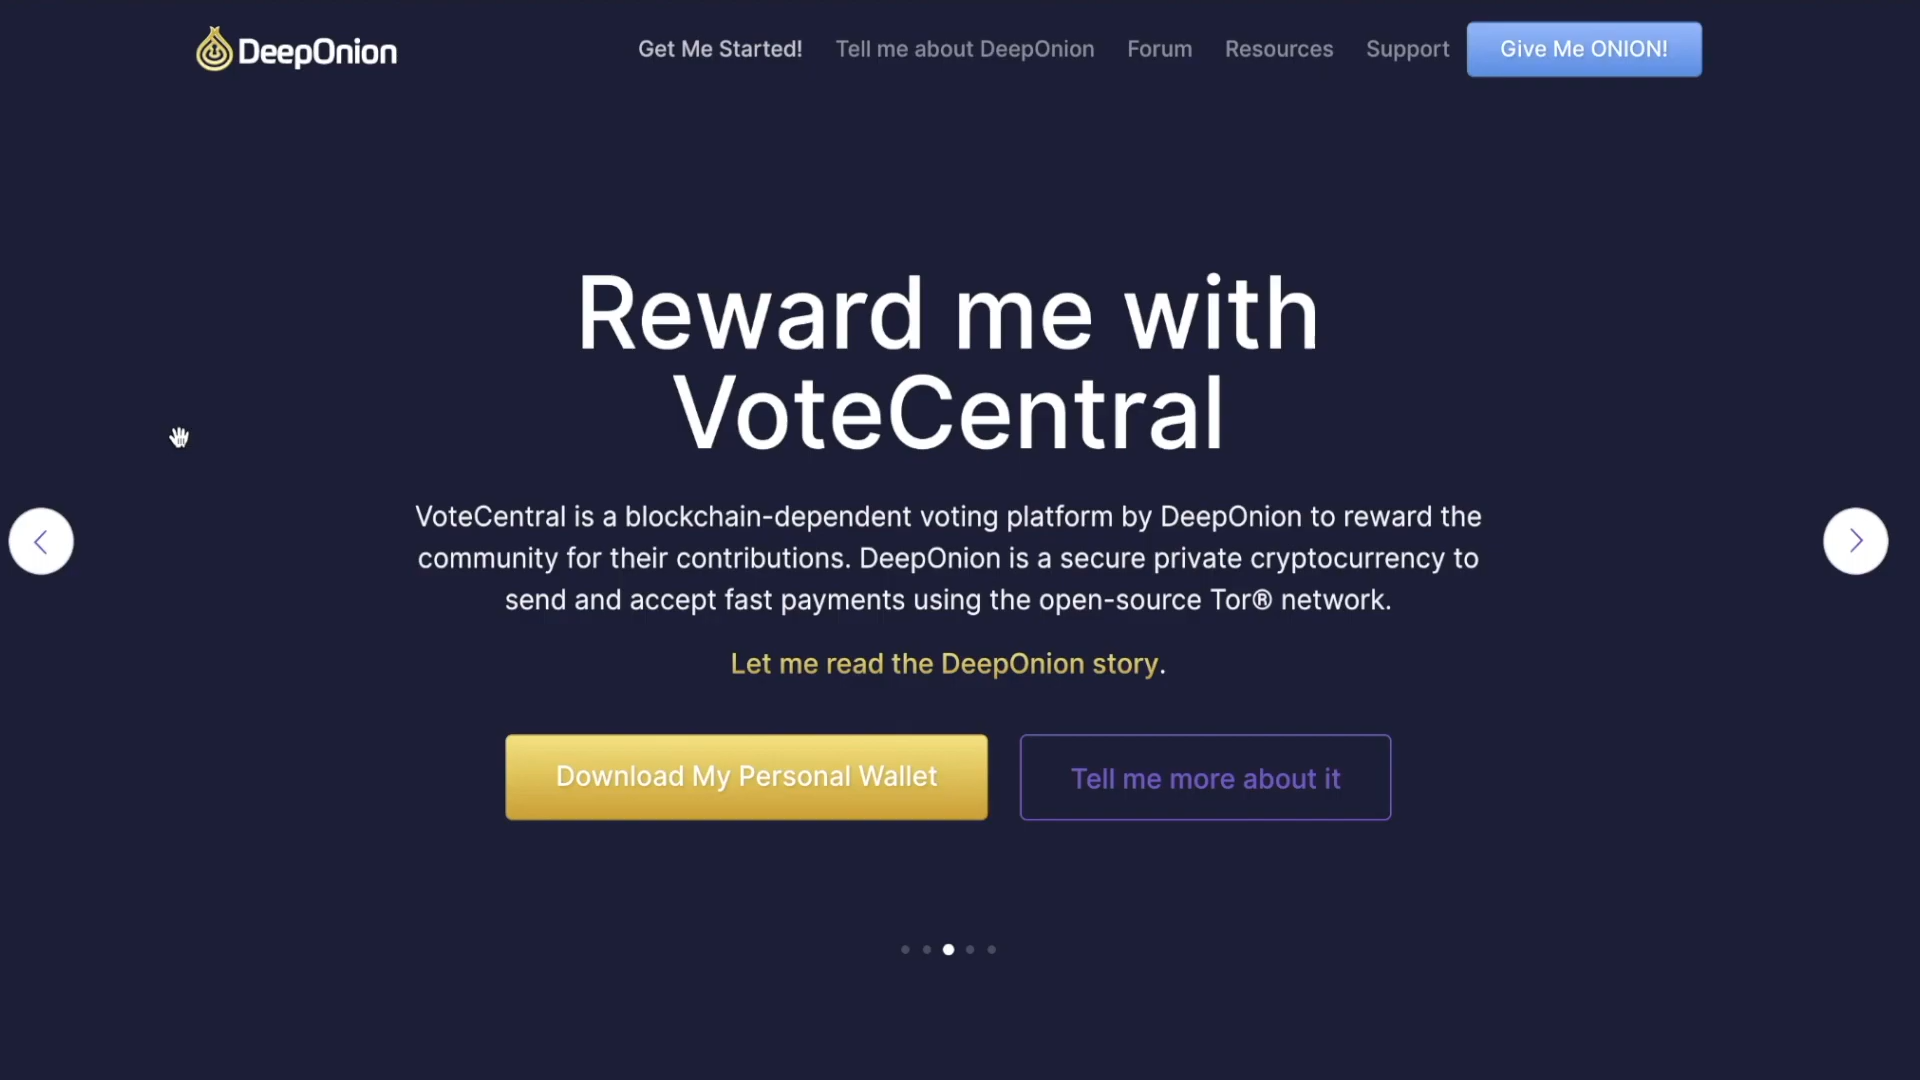 DeepOnion
Get Me Started!
Tell me about DeepOnion
Forum
Resources
Support
Give Me ONION!
Reward me with
VoteCentral
VoteCentral is a blockchain-dependent voting platform by DeepOnion to reward the
community for their contributions. DeepOnion is a secure private cryptocurrency to
send and accept fast payments using the open-source Tor® network.
Let me read the DeepOnion story.
Download My Personal Wallet
Tell me more about it